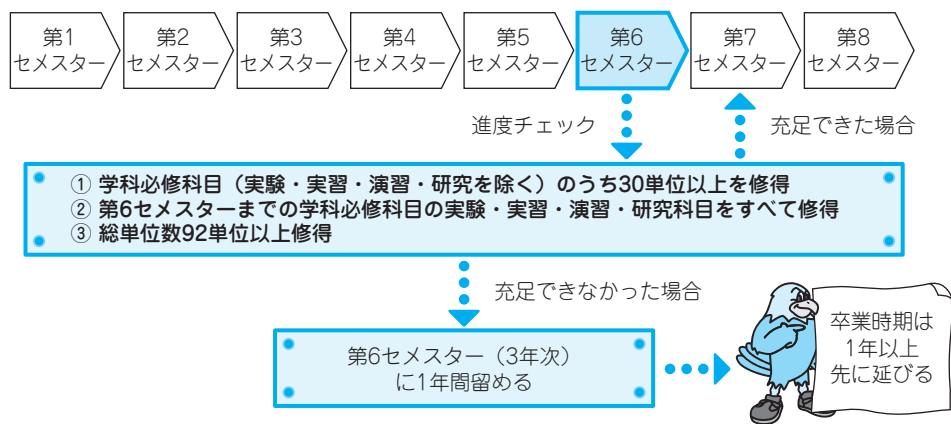 第1
セメスター
第2
セメスター
第3
セメスター
第4
セメスター
第5
セメスター
第6
セメスター
第7
セメスター
第8
セメスター
進度チェック
充足できた場合
① 学科必修科目（実験・実習・演習・研究を除く）のうち30単位以上を修得
② 第6セメスターまでの学科必修科目の実験・実習・演習・研究科目をすべて修得
③ 総単位数92単位以上修得
充足できなかった場合
第6セメスター（3年次）
に1年間留める
卒業時期は
1年以上
先に延びる